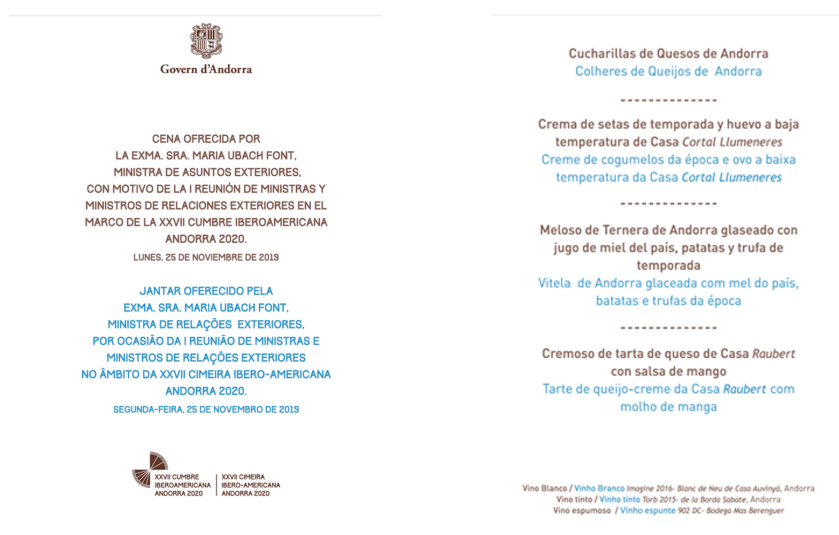 Govern d'Andorra
CENA OFRECIDA POR
LA EXMA. SRA. MARIA UBACH FONT,
MINISTRA DE ASUNTOS EXTERIORES,
CON MOTIVO DE LA I REUNIÓN DE MINISTRAS Y
MINISTROS DE RELACIONES EXTERIORES EN EL
MARCO DE LA XXVII CUMBRE IBEROAMERICANA
ANDORRA 2020.
LUNES, 25 DE NOVIEMBRE DE 2019
JANTAR OFERECIDO PELA
EXMA. SRA. MARIA UBACH FONT,
MINISTRA DE RELAÇÕES EXTERIORES,
POR OCASIÃO DA I REUNIÃO DE MINISTRAS E
MINISTROS DE RELAÇÕES EXTERIORES
NO ÂMBITO DA XXVII CIMEIRA IBERO-AMERICANA
ANDORRA 2020.
SEGUNDA-FEIRA, 25 DE NOVEMBRO DE 2019
XXVII CUMBRE
IBEROAMERICANA
ANDORRA 2020
XXVII CIMEIRA
IBERO-AMERICANA
ANDORRA 2020
Cucharillas de Quesos de Andorra
Colheres de Queijos de Andorra
--------------
Crema de setas de temporada y huevo a baja
temperatura de Casa Cortal Llumeneres
Creme de cogumelos da época e ovo a baixa
temperatura da Casa Cortal Llumeneres
--------------
Meloso de Ternera de Andorra glaseado con
jugo de miel del país, patatas y trufa de
temporada
Vitela de Andorra glaceada com mel do país,
batatas e trufas da época
--------------
Cremoso de tarta de queso de Casa Raubert
con salsa de mango
Tarte de queijo-creme da Casa Raubert com
molho de manga
Vino Blanco / Vinho Branco Imagine 2016- Blanc de Neu de Casa Auvinyà, Andorra
Vino tinto / Vinho tinto Torb 2015- de la Borda Sabate, Andorra
Vino espumoso / Vinho espunte 902 DC- Bodega Mas Berenguer